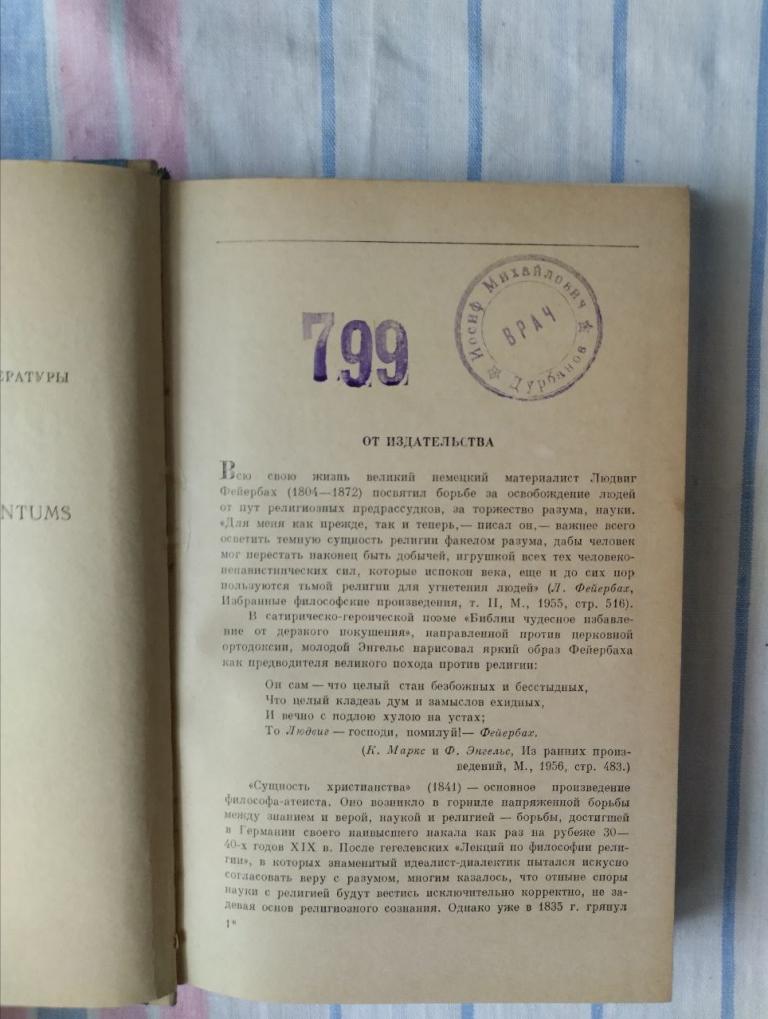 ЕРАТУРЫ
NTUMS
799
Иосиф Михайлович
ВРАЧ
Дурбанов
ОТ ИЗДАТЕЛЬСТВА
Всю свою жизнь великий немецкий материалист Людвиг
Фейербах (1804—1872) посвятил борьбе за освобождение людей
от пут религиозных предрассудков, за торжество разума, науки.
«Для меня как прежде, так и теперь,— писал он,— важнее всего
осветить темную сущность религии факелом разума, дабы человек
мог перестать наконец быть добычей, игрушкой всех тех человеко-
ненавистнических сил, которые испокон века, еще и до сих пор
пользуются тьмой религии для угнетения людей» (Л. Фейербах,
Избранные философские произведения, т. II, М., 1955, стр. 516).
В сатирическо-героической поэме «Библии чудесное избавле-
ние от дерзкого покушения», направленной против церковной
ортодоксии, молодой Энгельс нарисовал яркий образ Фейербаха
как предводителя великого похода против религии:
Он сам — что целый стан безбожных и бесстыдных,
Что целый кладезь дум и замыслов ехидных,
И вечно с подлою хулою на устах;
То Людвиг — господи, помилуй!— Фейербах.
(К. Маркс и Ф. Энгельс, Из ранних произ-
ведений, М., 1956, стр. 483.)
«Сущность христианства» (1841) — основное произведение
философа-атеиста. Оно возникло в горниле напряженной борьбы
между знанием и верой, наукой и религией — борьбы, достигшей
в Германии своего наивысшего накала как раз на рубеже 30—
40-х годов XIX в. После гегелевских «Лекций по философии рели-
гии», в которых знаменитый идеалист-диалектик пытался искусно
согласовать веру с разумом, многим казалось, что отныне споры
науки с религией будут вестись исключительно корректно, не за-
девая основ религиозного сознания. Однако уже в 1835 г. грянул
1*